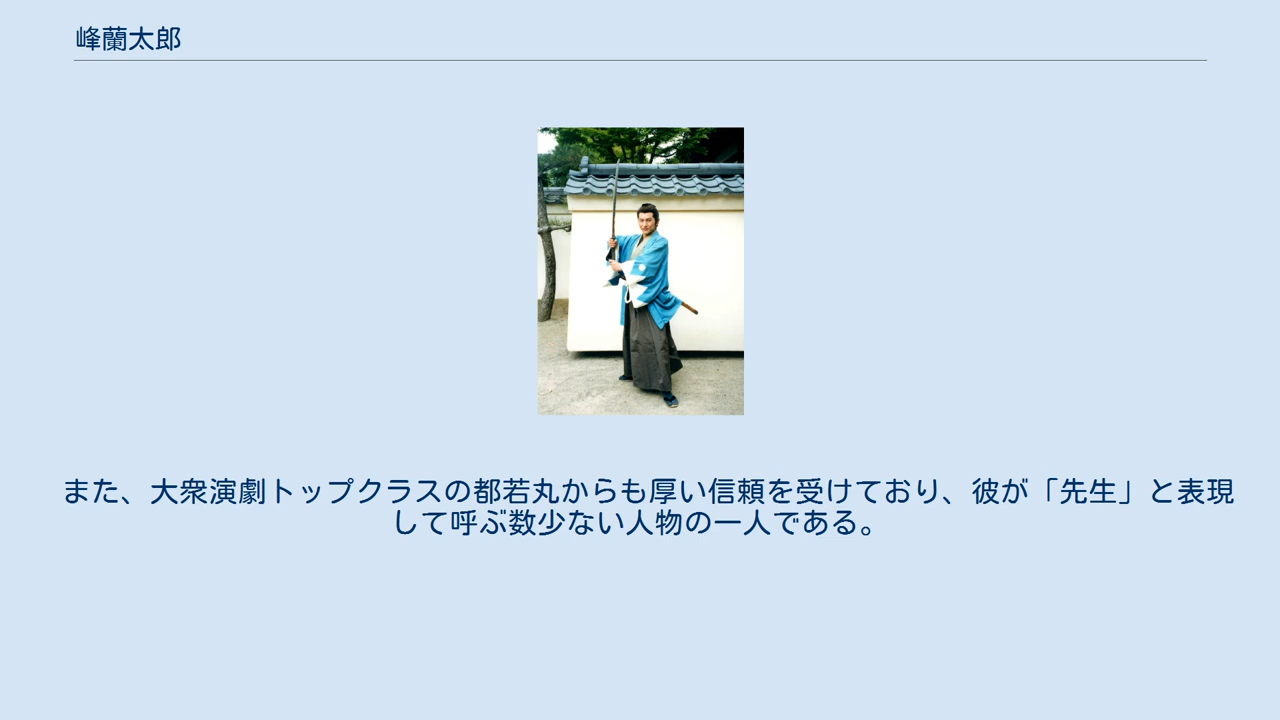 峰蘭太郎
また、大衆演劇トップクラスの都若丸からも厚い信頼を受けており、彼が「先生」と表現
して呼ぶ数少ない人物の一人である。